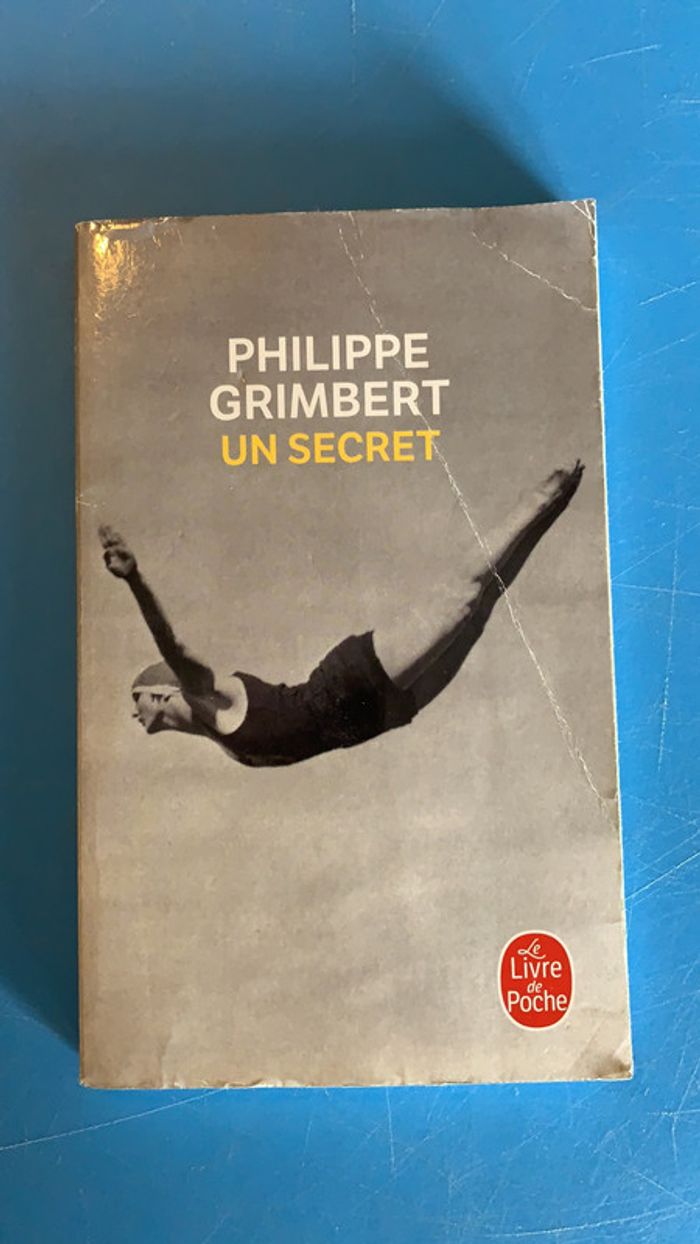 PHILIPPE
GRIMBERT
UN SECRET
Le
Livre
de
Poche